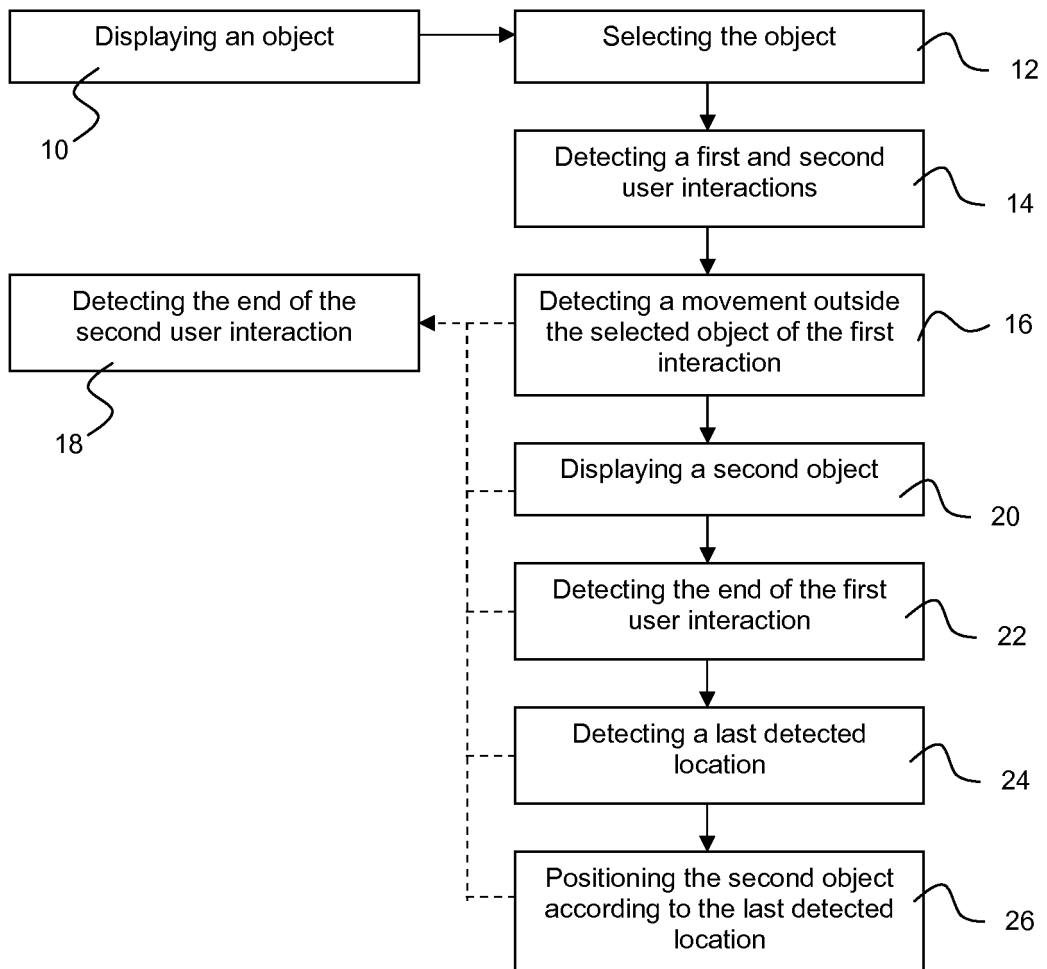 Displaying an object
10
Selecting the object
12
Detecting a first and second
user interactions
14
Detecting a movement outside
the selected object of the first
interaction
16
Detecting the end of the
second user interaction
18
Displaying a second object
20
Detecting the end of the first
user interaction
22
Detecting a last detected
location
24
Positioning the second object
according to the last detected
location
26